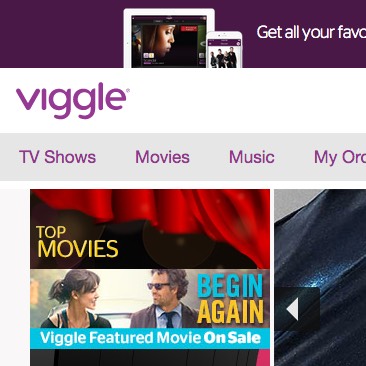 Get all your favo
viggle
TV Shows Movies Music My Ord
TOP
MOVIES
BEGIN
AGAIN
Viggle Featured Movie On Sale